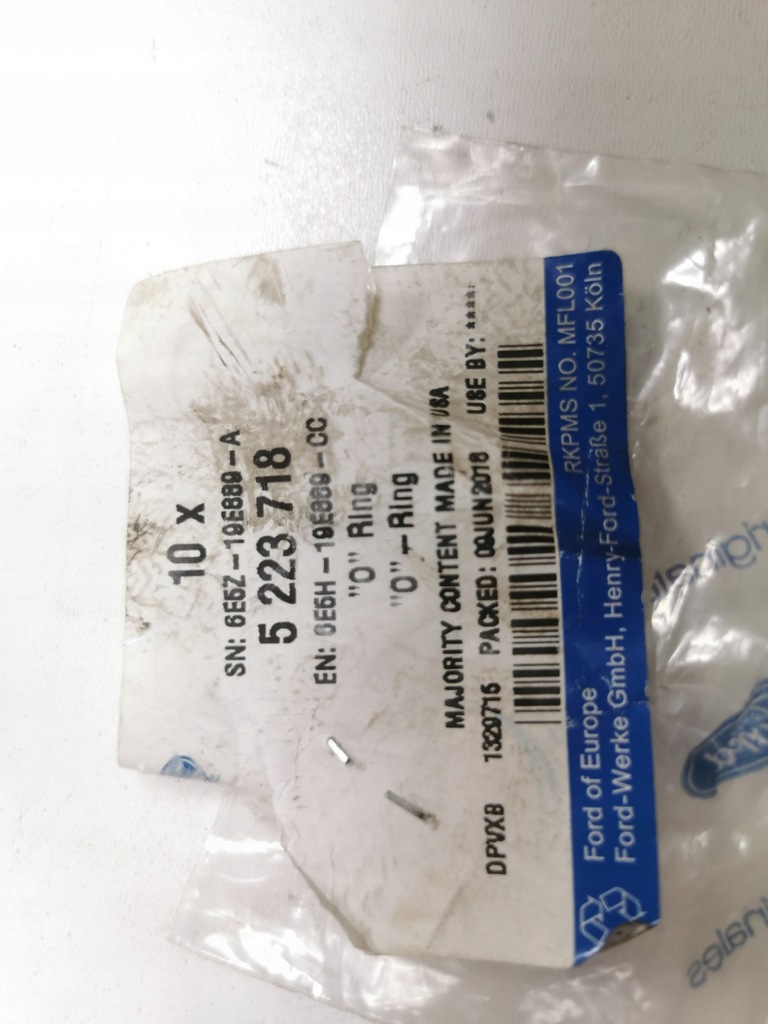 10 X
SN: 6E5Z-19E889-A
5 223 718
EN: 6E5H-19E889-CC
"O" Ring
"O"-Ring
MAJORITY CONTENT MADE IN USA
1329715 PACKED: 09JUN2016 USE BY: ****
DPVXB
RKPMS NO. MFL001
Ford of Europe
Ford-Werke GmbH, Henry-Ford-Straße 1, 50735 Köln